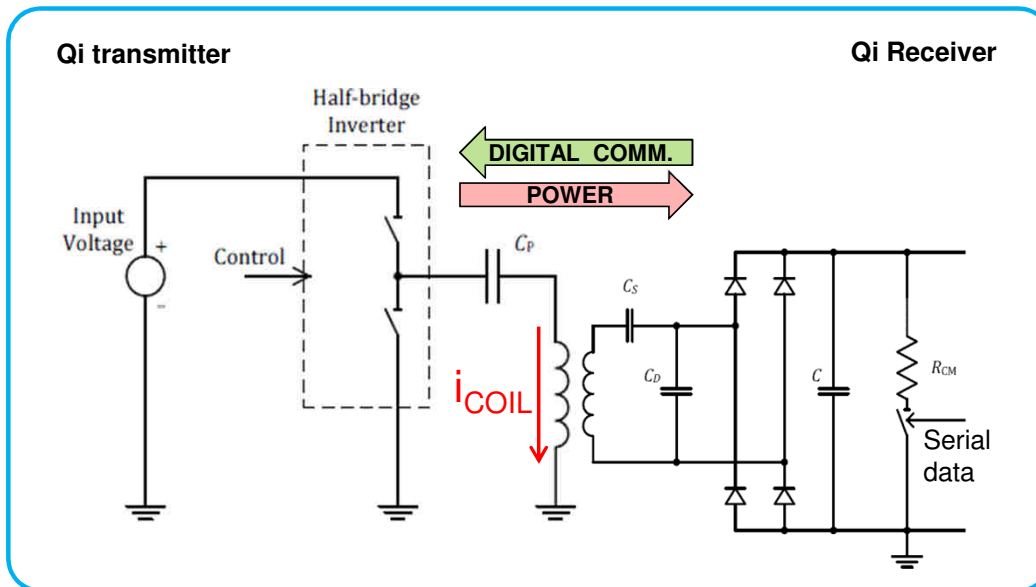 Qi transmitter
Qi Receiver
Half-bridge
Inverter
DIGITAL COMM.
POWER
Input
Voltage
+
-
Control
CP
CS
iCOIL
CD
C
RCM
Serial
data